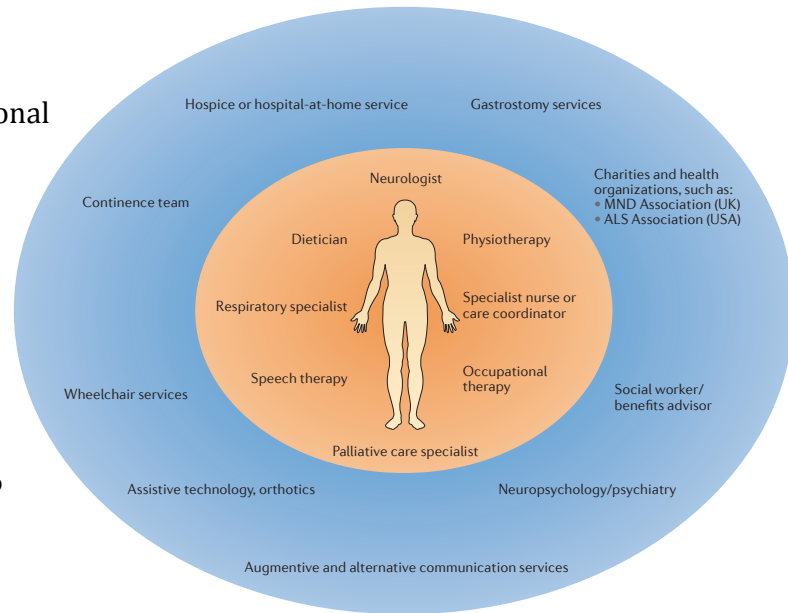 onal
Hospice or hospital-at-home service
Gastrostomy services
Neurologist
Charities and health
organizations, such as:
• MND Association (UK)
• ALS Association (USA)
Continence team
Dietician
Physiotherapy
Respiratory specialist
Specialist nurse or
care coordinator
Speech therapy
Occupational
therapy
Wheelchair services
Social worker/
benefits advisor
Palliative care specialist
Assistive technology, orthotics
Neuropsychology/psychiatry
Augmentive and alternative communication services